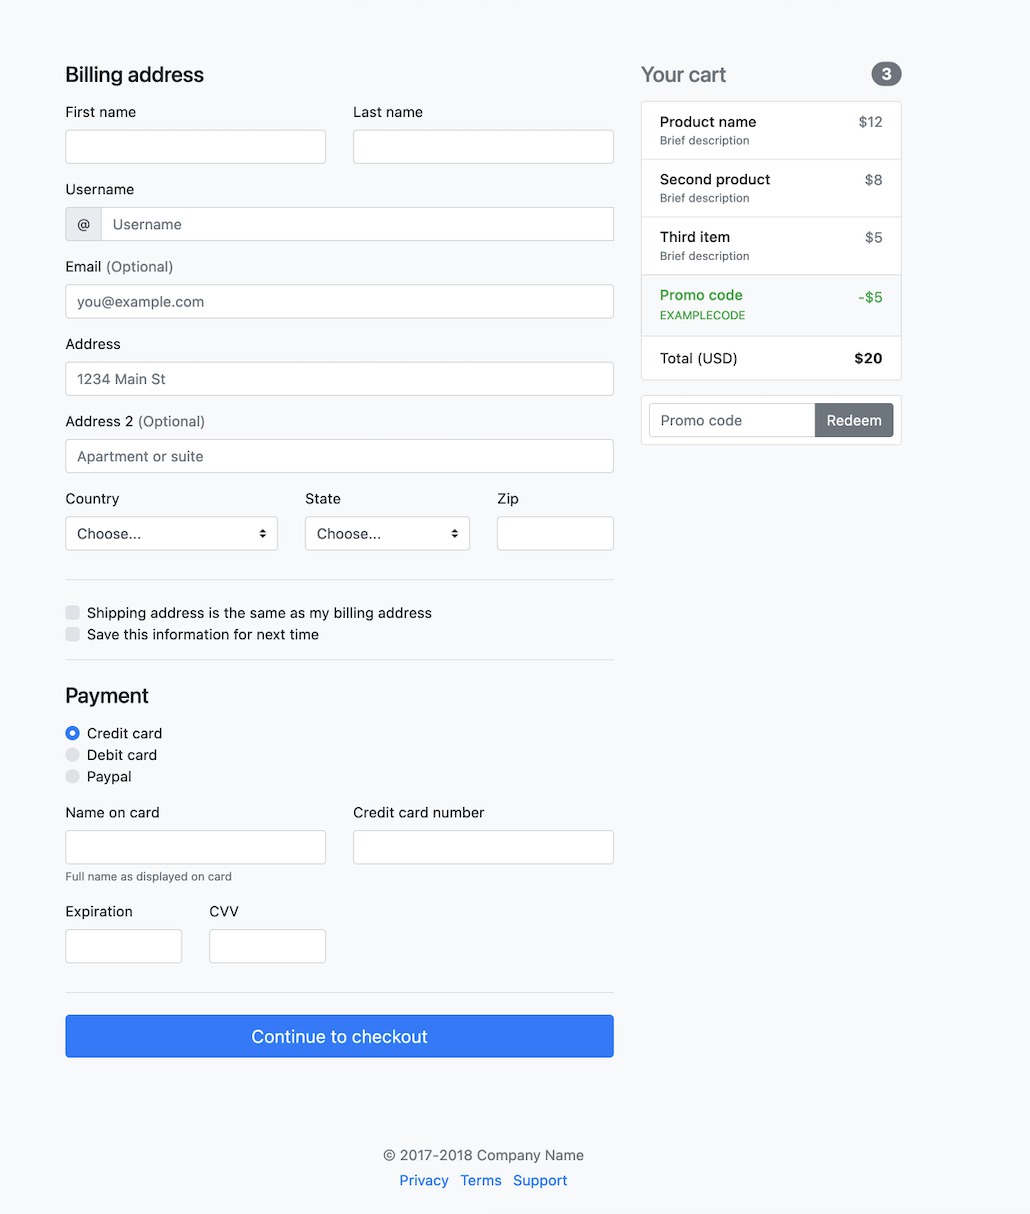 Billing address
First name Last name
Username
@ Username
Email (Optional)
you@example.com
Address
1234 Main St
Address 2 (Optional)
Apartment or suite
Country State Zip
Choose... Choose...
Shipping address is the same as my billing address
Save this information for next time
Payment
Credit card
Debit card
Paypal
Name on card Credit card number
Full name as displayed on card
Expiration CVV
Continue to checkout
Your cart 3
Product name $12
Brief description
Second product $8
Brief description
Third item $5
Brief description
Promo code -$5
EXAMPLECODE
Total (USD) $20
Promo code Redeem
© 2017-2018 Company Name
Privacy Terms Support